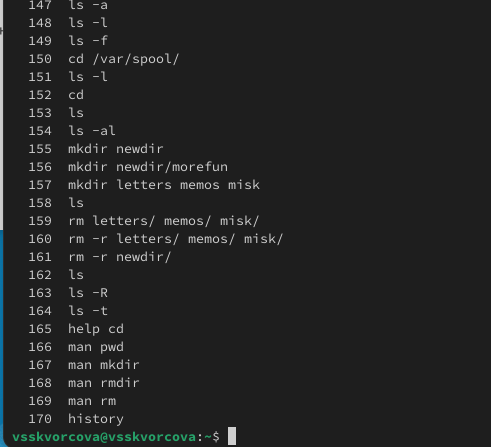 147 ls -a
148 ls -l
149 ls -f
150 cd /var/spool/
151 ls -l
152 cd
153 ls
154 ls -al
155 mkdir newdir
156 mkdir newdir/morefun
157 mkdir letters memos misk
158 ls
159 rm letters/ memos/ misk/
160 rm -r letters/ memos/ misk/
161 rm -r newdir/
162 ls
163 ls -R
164 ls -t
165 help cd
166 man pwd
167 man mkdir
168 man rmdir
169 man rm
170 history
vsskvorcova@vsskvorcova:~$